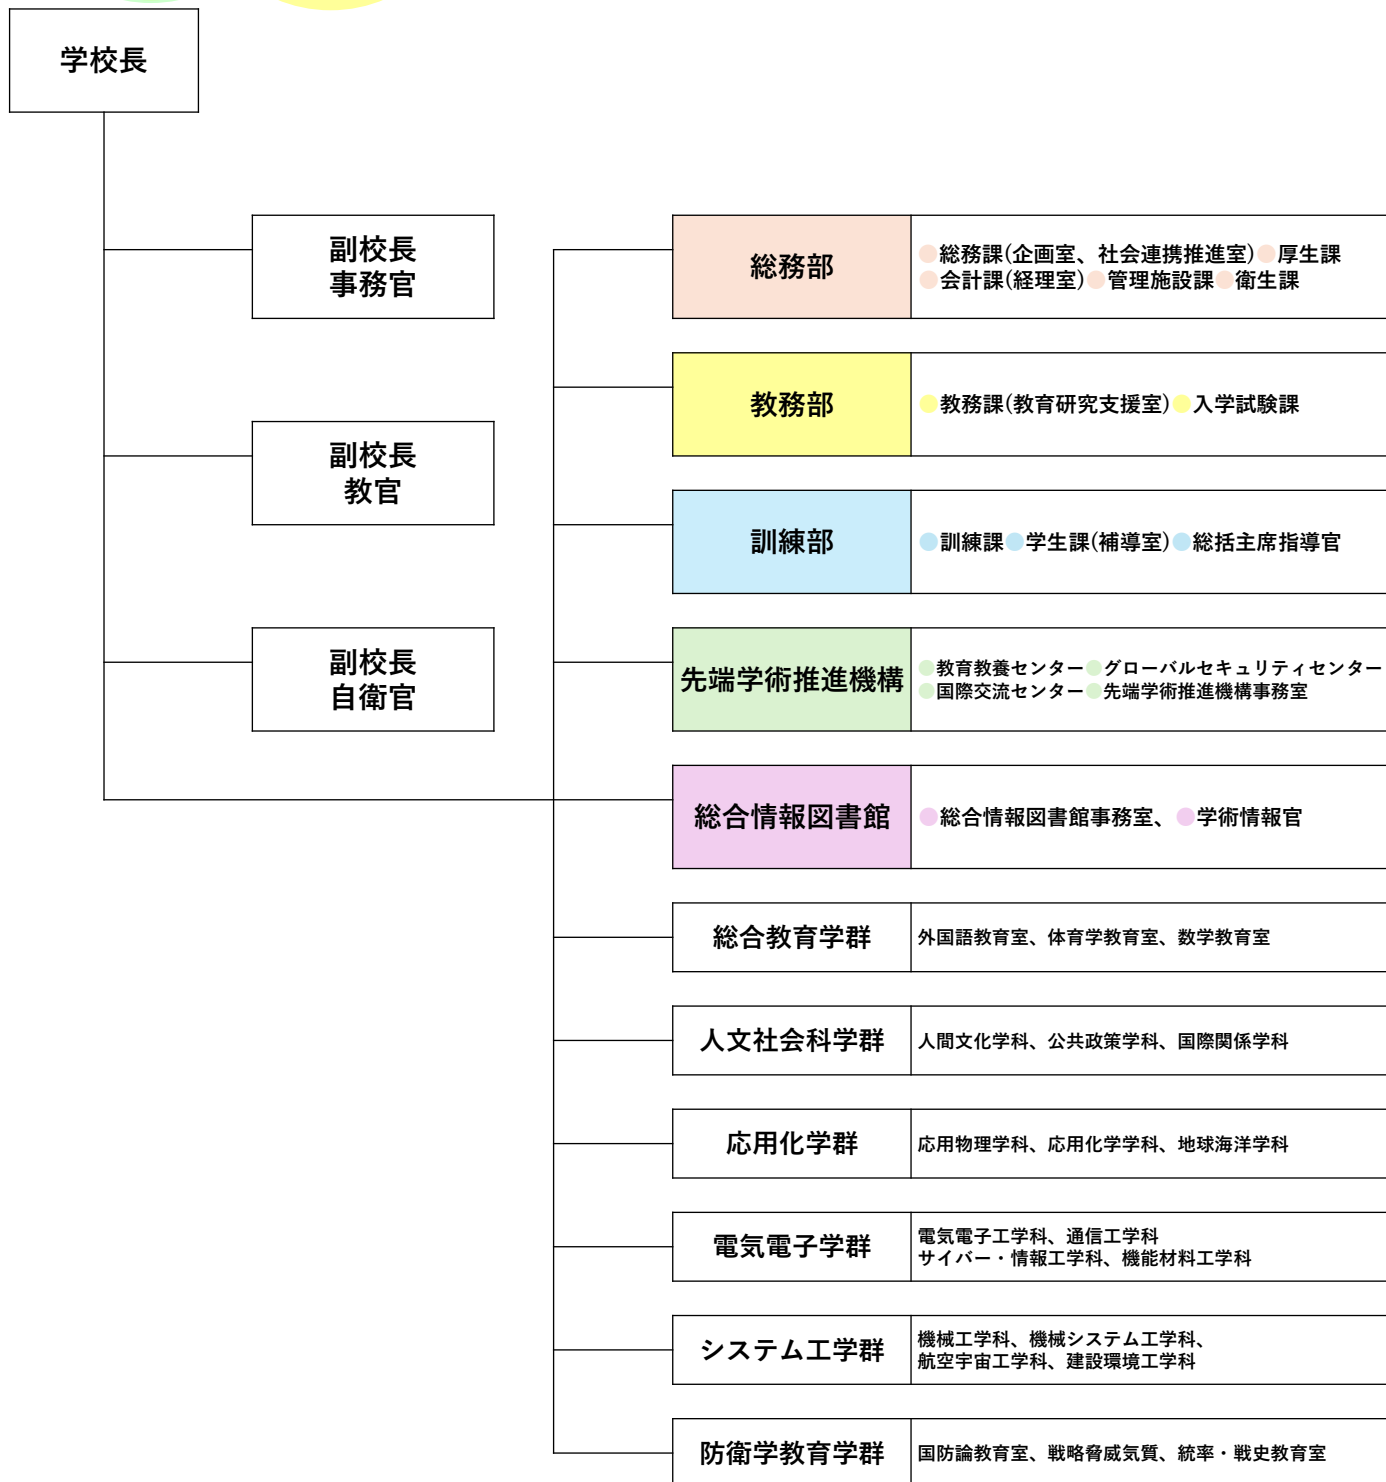 学校長
副校長
事務官
副校長
教官
副校長
自衛官
総務部
●総務課(企画室、社会連携推進室)●厚生課
●会計課(経理室)●管理施設課●衛生課
教務部
●教務課(教育研究支援室)●入学試験課
訓練部
●訓練課●学生課(補導室)●総括主席指導官
先端学術推進機構
●教育教養センター●グローバルセキュリティセンター
●国際交流センター●先端学術推進機構事務室
総合情報図書館
●総合情報図書館事務室、●学術情報官
総合教育学群
外国語教育室、体育学教育室、数学教育室
人文社会科学群
人間文化学科、公共政策学科、国際関係学科
応用化学群
応用物理学科、応用化学学科、地球海洋学科
電気電子学群
電気電子工学科、通信工学科
サイバー・情報工学科、機能材料工学科
システム工学群
機械工学科、機械システム工学科、
航空宇宙工学科、建設環境工学科
防衛学教育学群
国防論教育室、戦略脅威気質、統率・戦史教育室